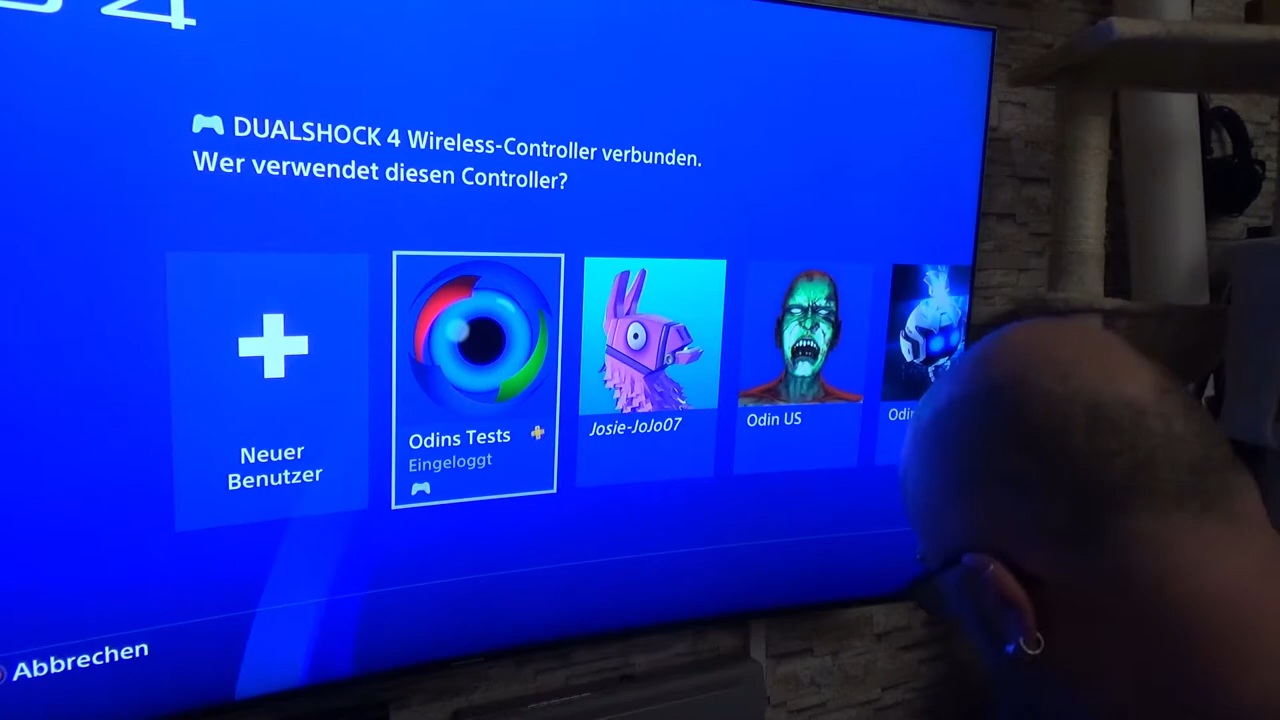 DUALSHOCK 4 Wireless-Controller verbunden.
Wer verwendet diesen Controller?
Neuer
Benutzer
Odins Tests
Eingeloggt
Josie-JoJo07
Odin US
Abbrechen